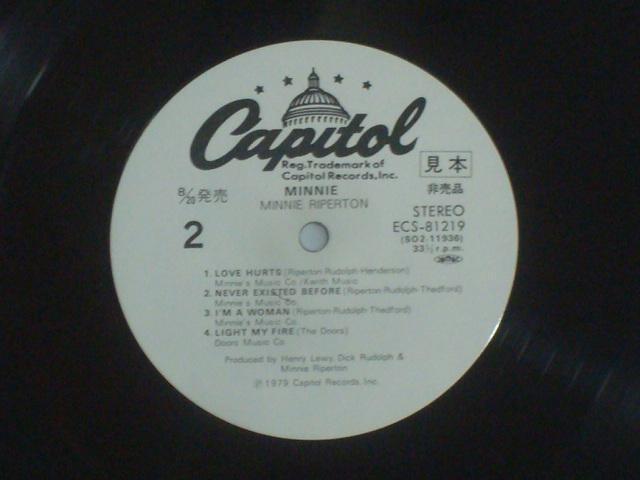 Capitol
Reg. Trademark of
Capitol Records, Inc.
見本
8/20 発売
MINNIE
非売品
MINNIE RIPERTON
STEREO
2
ECS-81219
(SO2-11936)
33⅓ r.p.m.
1. LOVE HURTS (Riperton-Rudolph-Henderson)
Minnie's Music Co./Kwith Music
2. NEVER EXISTED BEFORE (Riperton-Rudolph-Thedford)
Minnie's Music Co.
3. I'M A WOMAN (Riperton-Rudolph-Thedford)
Minnie's Music Co.
4. LIGHT MY FIRE (The Doors)
Doors Music Co.
Produced by Henry Lewy, Dick Rudolph &
Minnie Riperton
℗ 1979 Capitol Records, Inc.